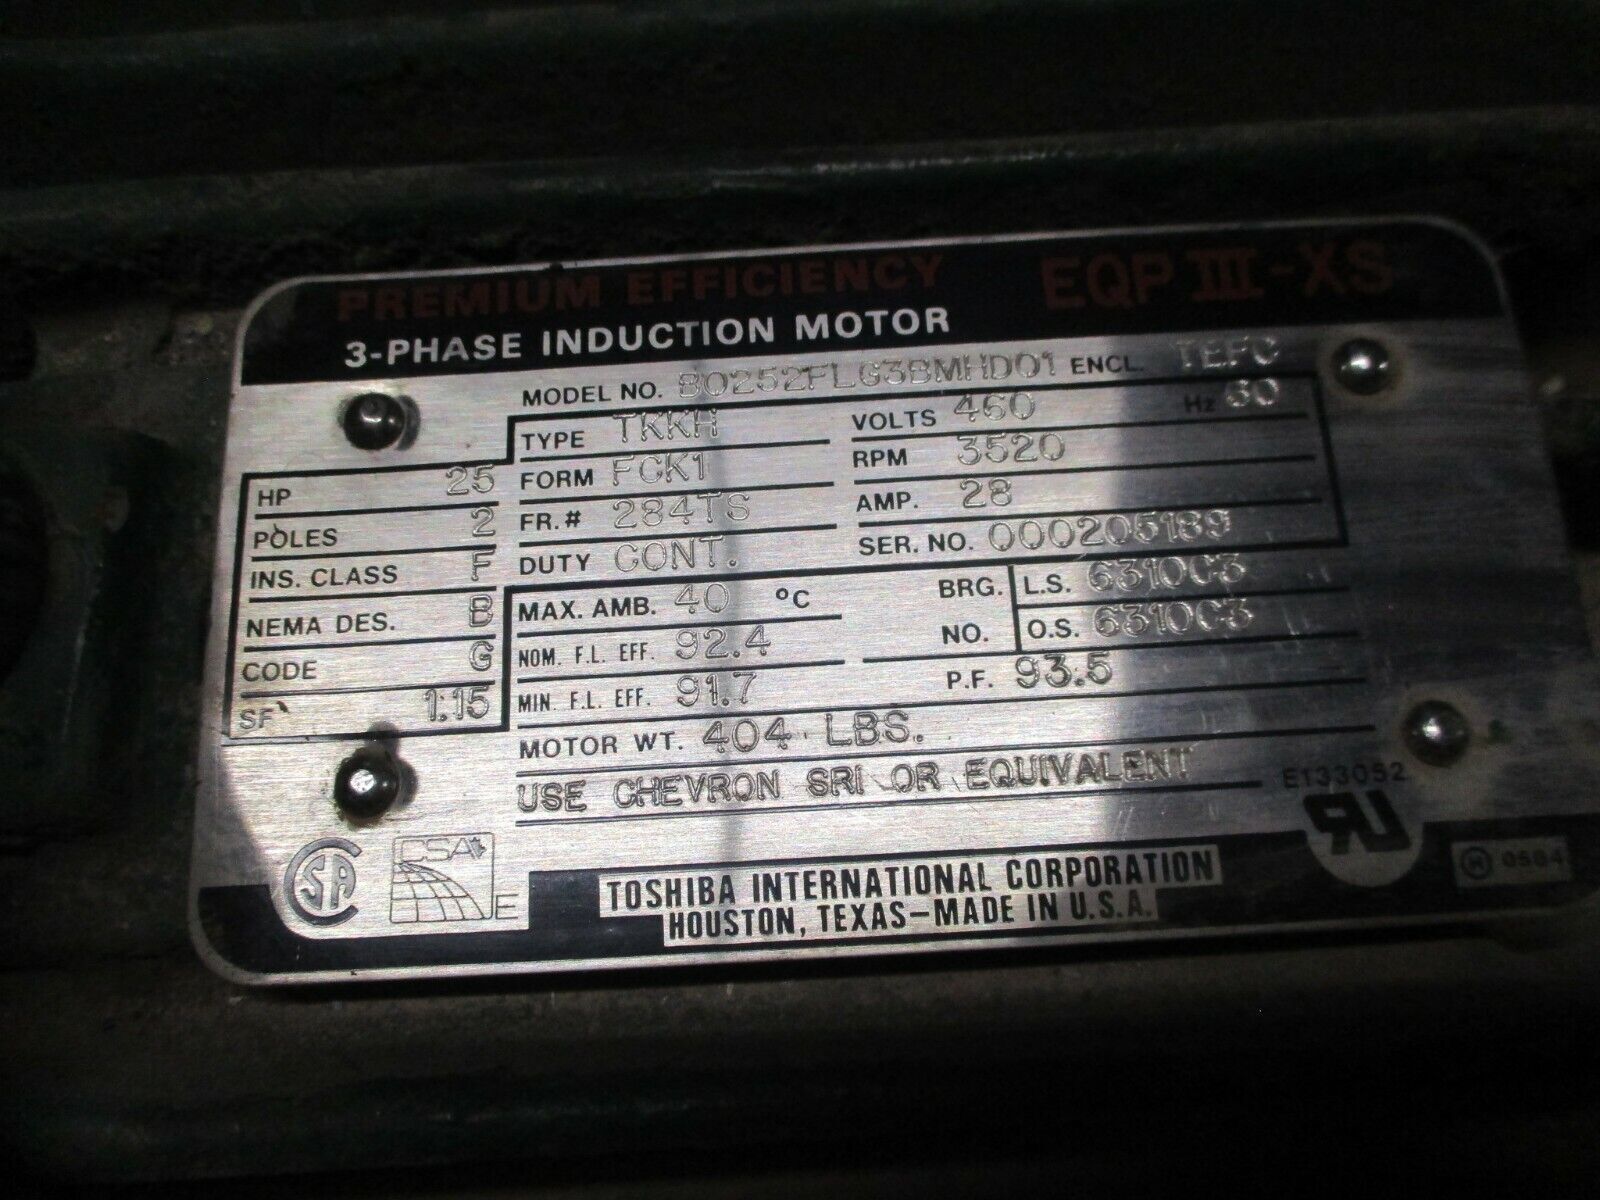 PREMIUM EFFICIENCY EQP III-XS
3-PHASE INDUCTION MOTOR
MODEL NO. B0252FLG3BMHD01 ENCL. TEFC
TYPE TKKH VOLTS 460 Hz 60
HP 25 FORM FCK1 RPM 3520
POLES 2 FR.# 284TS AMP. 28
INS. CLASS F DUTY CONT. SER. NO. 000205189
NEMA DES. B MAX. AMB. 40 °C BRG. L.S. 6310C3
CODE G NOM. F.L. EFF. 92.4 NO. O.S. 6310C3
SF 1.15 MIN. F.L. EFF. 91.7 P.F. 93.5
MOTOR WT. 404 LBS.
USE CHEVRON SRI OR EQUIVALENT
E133052
CSA E
TOSHIBA INTERNATIONAL CORPORATION
HOUSTON, TEXAS-MADE IN U.S.A.